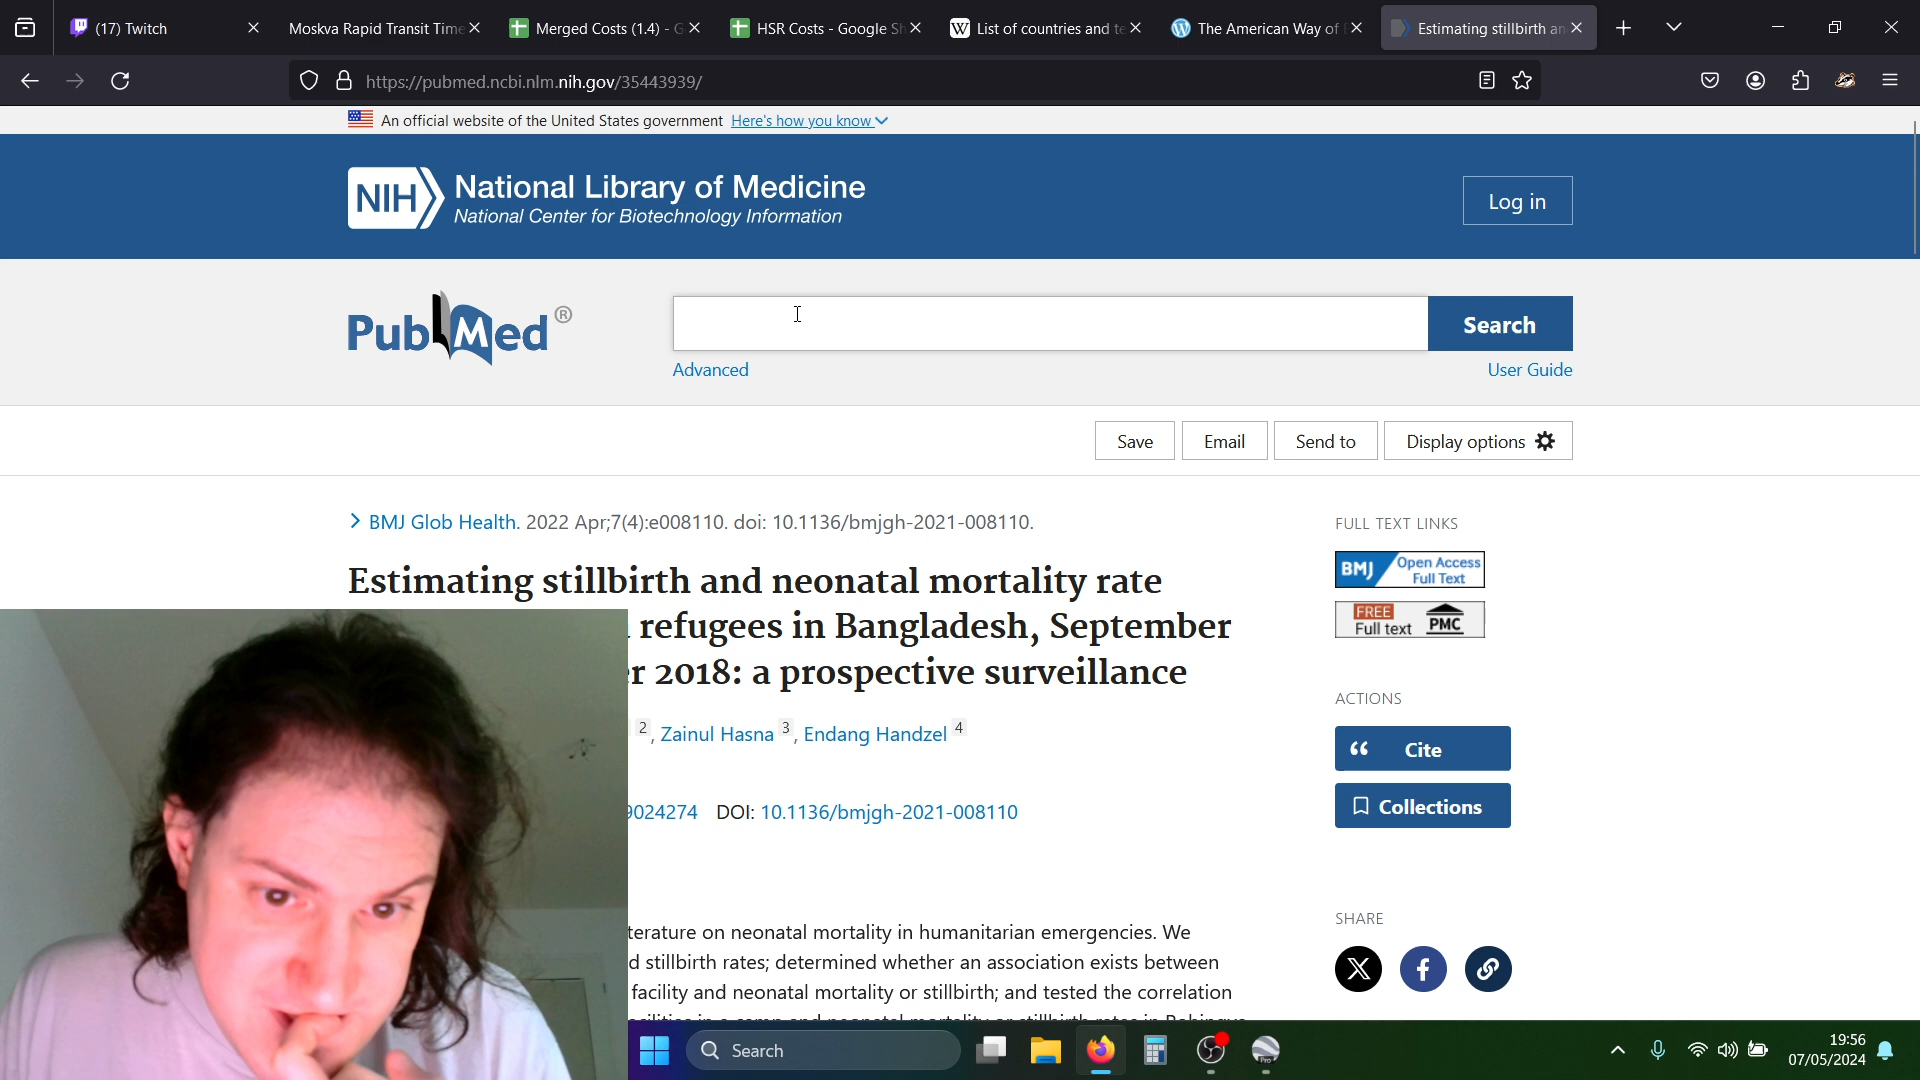 (17) Twitch
Moskva Rapid Transit Time
Merged Costs (1.4) - G
HSR Costs - Google Sh
List of countries and te
The American Way of
Estimating stillbirth an
https://pubmed.ncbi.nlm.nih.gov/35443939/
An official website of the United States government Here's how you know
NIH National Library of Medicine
National Center for Biotechnology Information
Log in
PubMed®
Search
Advanced
User Guide
Save
Email
Send to
Display options
BMJ Glob Health. 2022 Apr;7(4):e008110. doi: 10.1136/bmjgh-2021-008110.
Estimating stillbirth and neonatal mortality rate
refugees in Bangladesh, September
r 2018: a prospective surveillance
2, Zainul Hasna 3, Endang Handzel 4
9024274 DOI: 10.1136/bmjgh-2021-008110
terature on neonatal mortality in humanitarian emergencies. We
d stillbirth rates; determined whether an association exists between
facility and neonatal mortality or stillbirth; and tested the correlation
FULL TEXT LINKS
BMJ Open Access
Full Text
FREE
Full text PMC
ACTIONS
Cite
Collections
SHARE
Search
Pro
19:56
07/05/2024